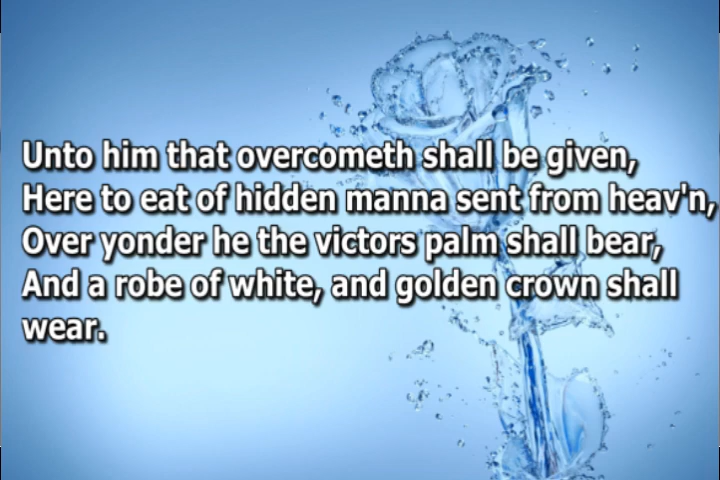 Unto him that overcometh shall be given,
Here to eat of hidden manna sent from heav'n,
Over yonder he the victors palm shall bear,
And a robe of white, and golden crown shall
wear.